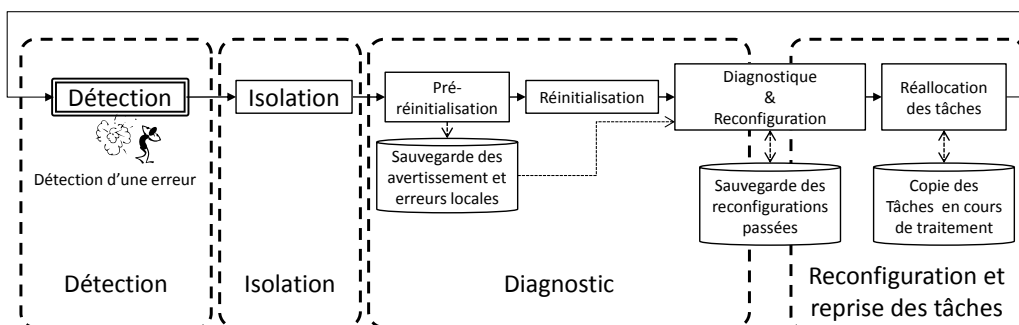 Détection
Isolation
Pré-
réinitialisation
Réinitialisation
Diagnostique
&
Reconfiguration
Réallocation
des tâches
Détection d'une erreur
Sauvegarde des
avertissement et
erreurs locales
Sauvegarde des
reconfigurations
passées
Copie des
Tâches en cours
de traitement
Détection
Isolation
Diagnostic
Reconfiguration et
reprise des tâches